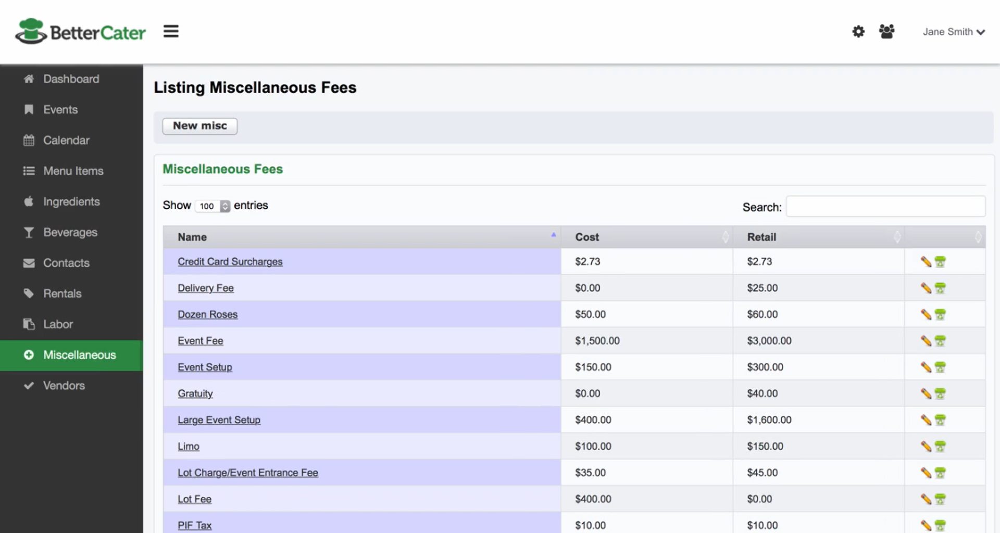 BetterCater
Jane Smith
Dashboard
Events
Calendar
Menu Items
Ingredients
Beverages
Contacts
Rentals
Labor
Miscellaneous
Vendors
Listing Miscellaneous Fees
New misc
Miscellaneous Fees
Show 100 entries
Search:
Name Cost Retail
Credit Card Surcharges $2.73 $2.73
Delivery Fee $0.00 $25.00
Dozen Roses $50.00 $60.00
Event Fee $1,500.00 $3,000.00
Event Setup $150.00 $300.00
Gratuity $0.00 $40.00
Large Event Setup $400.00 $1,600.00
Limo $100.00 $150.00
Lot Charge/Event Entrance Fee $35.00 $45.00
Lot Fee $400.00 $0.00
PIF Tax $10.00 $10.00